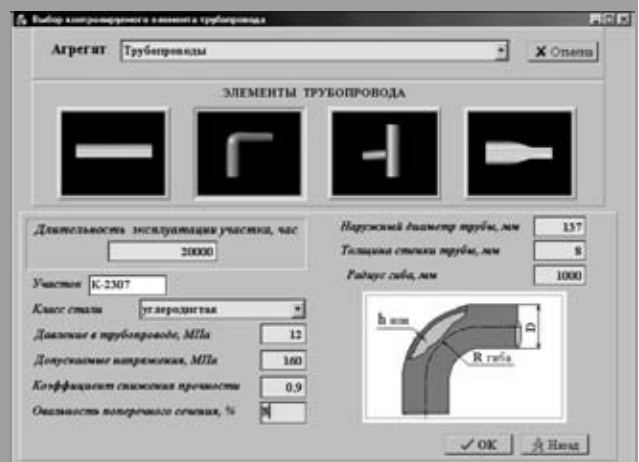 Выбор контролируемого элемента трубопровода
Агрегат Трубопроводы Отмена
ЭЛЕМЕНТЫ ТРУБОПРОВОДА
Длительность эксплуатации участка, час
20000
Участок К-2307
Класс стали углеродистая
Давление в трубопроводе, МПа 12
Допускаемые напряжения, МПа 160
Коэффициент снижения прочности 0,9
Овальность поперечного сечения, %
Наружный диаметр трубы, мм 137
Толщина стенки трубы, мм 8
Радиус гиба, мм 1000
h изн
D
R гиба
OK Назад